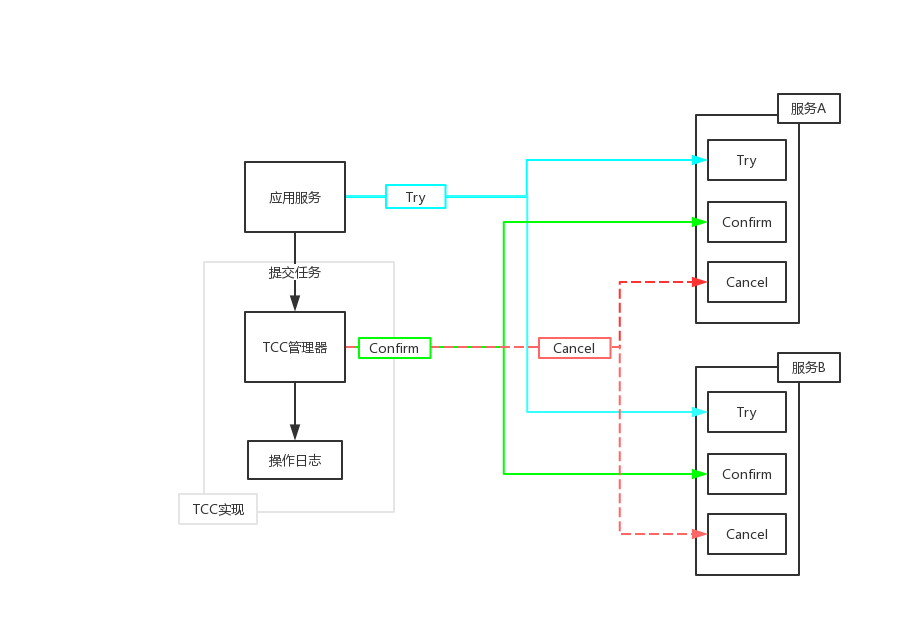 服务A
Try
应用服务
Try
Confirm
提交任务
Cancel
TCC管理器
Confirm
Cancel
服务B
Try
操作日志
Confirm
TCC实现
Cancel